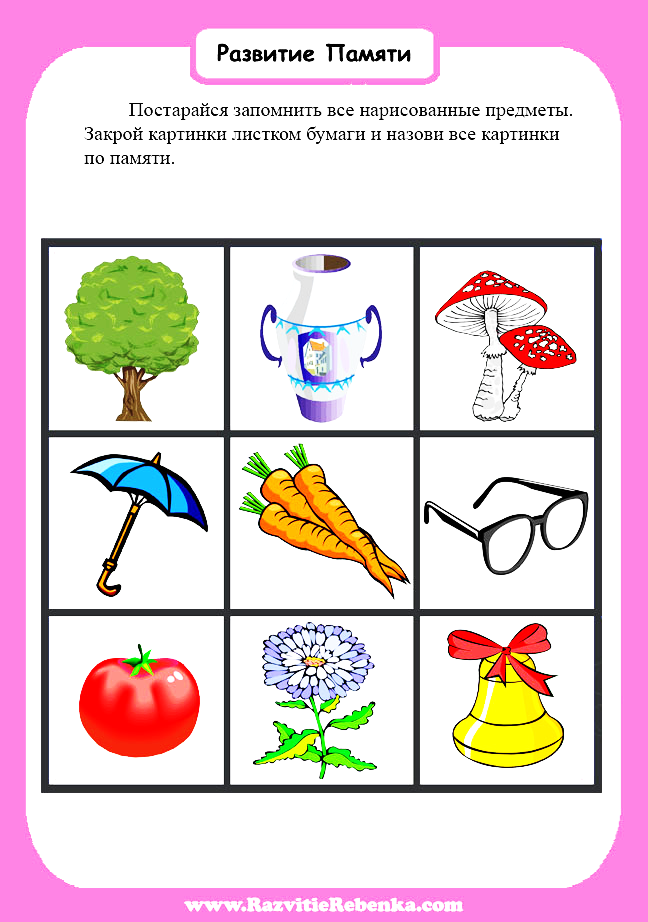 Развитие Памяти
Постарайся запомнить все нарисованные предметы.
Закрой картинки листком бумаги и назови все картинки
по памяти.
www.RazvitieRebenka.com